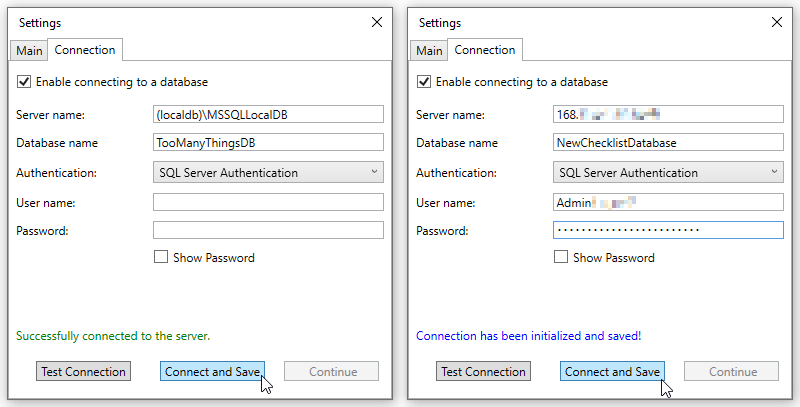 Settings
Main Connection
Enable connecting to a database
Server name: (localdb)\MSSQLLocalDB
Database name TooManyThingsDB
Authentication: SQL Server Authentication
User name:
Password:
Show Password
Successfully connected to the server.
Test Connection Connect and Save Continue
Settings
Main Connection
Enable connecting to a database
Server name: 168.
Database name NewChecklistDatabase
Authentication: SQL Server Authentication
User name: Admin
Password:
Show Password
Connection has been initialized and saved!
Test Connection Connect and Save Continue